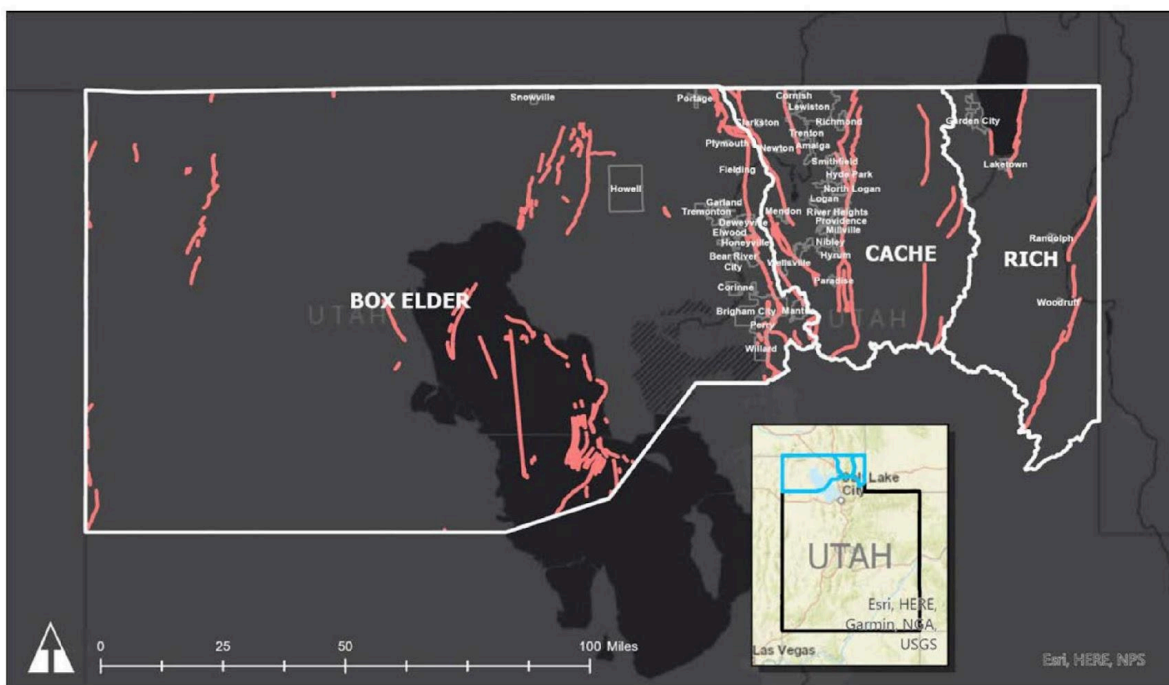 Snowville
Portage
Cornish
Lewiston
Clarkston
Richmond
Garden City
Trenton
Plymouth
Newton
Amalga
Smithfield
Laketown
Fielding
Hyde Park
Howell
North Logan
Garland
Logan
Tremonton
Mendon
River Heights
Deweyville
Providence
Elwood
Millville
Honeyville
Nibley
Randolph
Bear River
City
Wellsville
Hyrum
CACHE
RICH
Paradise
Corinne
UTAH
BOX ELDER
Woodruff
Brigham City
UTAH
Perry
Willard
Lake
City
UTAH
Esri, HERE,
Garmin, NGA,
USGS
Las Vegas
0 25 50 100 Miles
Esri, HERE, NPS